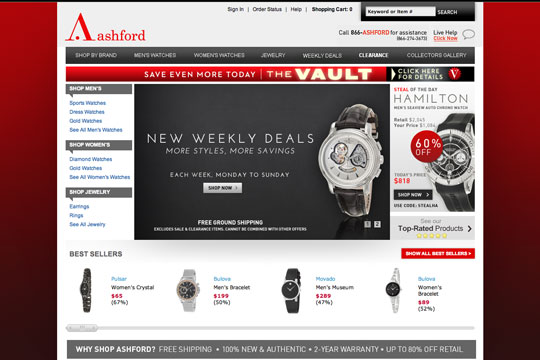 Sign In | Order Status | Help | Shopping Cart: 0
Keyword or Item #
SEARCH
Ashford
Call 866-ASHFORD for assistance
866-274-3673
Live Help
Click Now
SHOP BY BRAND
MEN'S WATCHES
WOMEN'S WATCHES
JEWELRY
WEEKLY DEALS
CLEARANCE
COLLECTORS GALLERY
SAVE EVEN MORE TODAY
THE VAULT
CLICK HERE
FOR DETAILS
V
SHOP MEN'S
Sports Watches
Dress Watches
Gold Watches
See All Men's Watches
SHOP WOMEN'S
Diamond Watches
Gold Watches
See All Women's Watches
SHOP JEWELRY
Earrings
Rings
See All Jewelry
NEW WEEKLY DEALS
MORE STYLES, MORE SAVINGS
EACH WEEK, MONDAY TO SUNDAY
SHOP NOW
FREE GROUND SHIPPING
EXCLUDES SALE & CLEARANCE ITEMS. CANNOT BE COMBINED WITH OTHER OFFERS
1 2
STEAL OF THE DAY
HAMILTON
MEN'S SEAVIEW AUTO CHRONO WATCH
Retail $2,045
Your Price
60%
OFF
TODAY'S PRICE
$818
SHOP NOW
USE CODE: STEALHA
See our
Top-Rated Products >
BEST SELLERS
SHOW ALL BEST SELLERS >
Pulsar
Women's Crystal
$65
(67%)
Bulova
Men's Bracelet
$199
(50%)
Movado
Men's Museum
$289
(47%)
Bulova
Women's
Bracelet
$89
(52%)
WHY SHOP ASHFORD? FREE SHIPPING • 100% NEW & AUTHENTIC • 2-YEAR WARRANTY • UP TO 80% OFF RETAIL